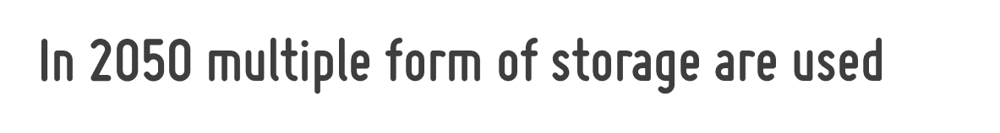 In 2050 multiple form of storage are used